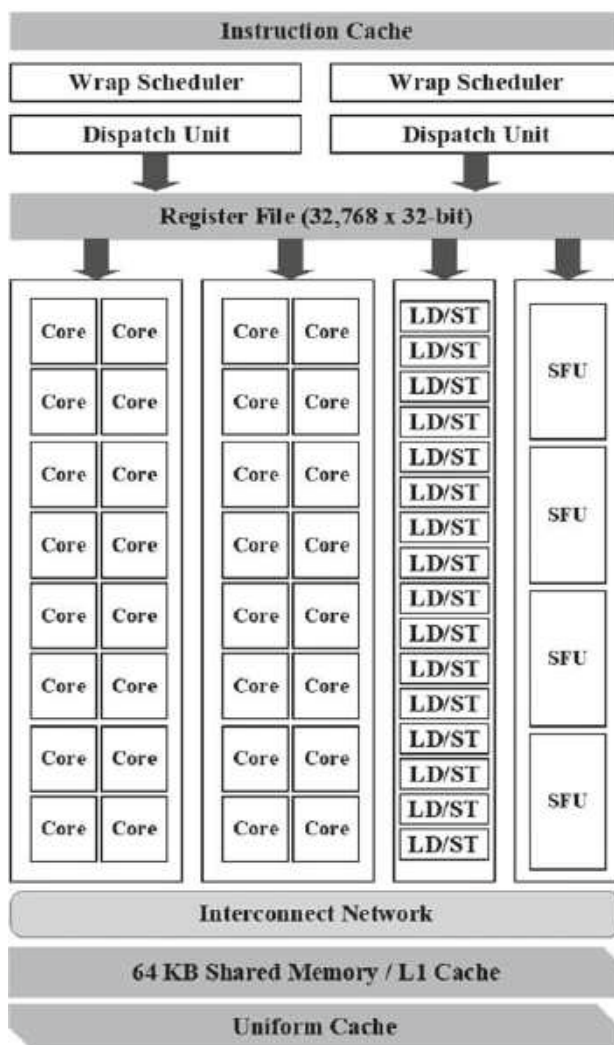 Instruction Cache
Wrap Scheduler Wrap Scheduler
Dispatch Unit Dispatch Unit
Register File (32,768 x 32-bit)
Core Core Core Core LD/ST SFU
LD/ST
Core Core Core Core LD/ST
LD/ST
Core Core Core Core LD/ST SFU
LD/ST
Core Core Core Core LD/ST
LD/ST
Core Core Core Core LD/ST SFU
LD/ST
Core Core Core Core LD/ST
LD/ST
Core Core Core Core LD/ST SFU
LD/ST
Core Core Core Core LD/ST
LD/ST
Interconnect Network
64 KB Shared Memory / L1 Cache
Uniform Cache